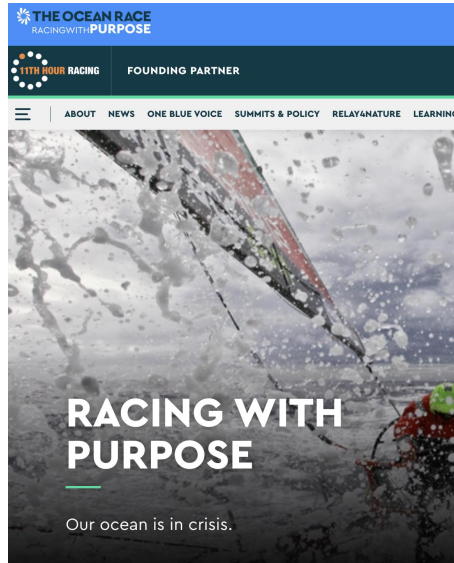 THE OCEAN RACE
RACINGWITHPURPOSE
11TH HOUR RACING
FOUNDING PARTNER
ABOUT NEWS ONE BLUE VOICE SUMMITS & POLICY RELAY4NATURE LEARNING
RACING WITH
PURPOSE
Our ocean is in crisis.